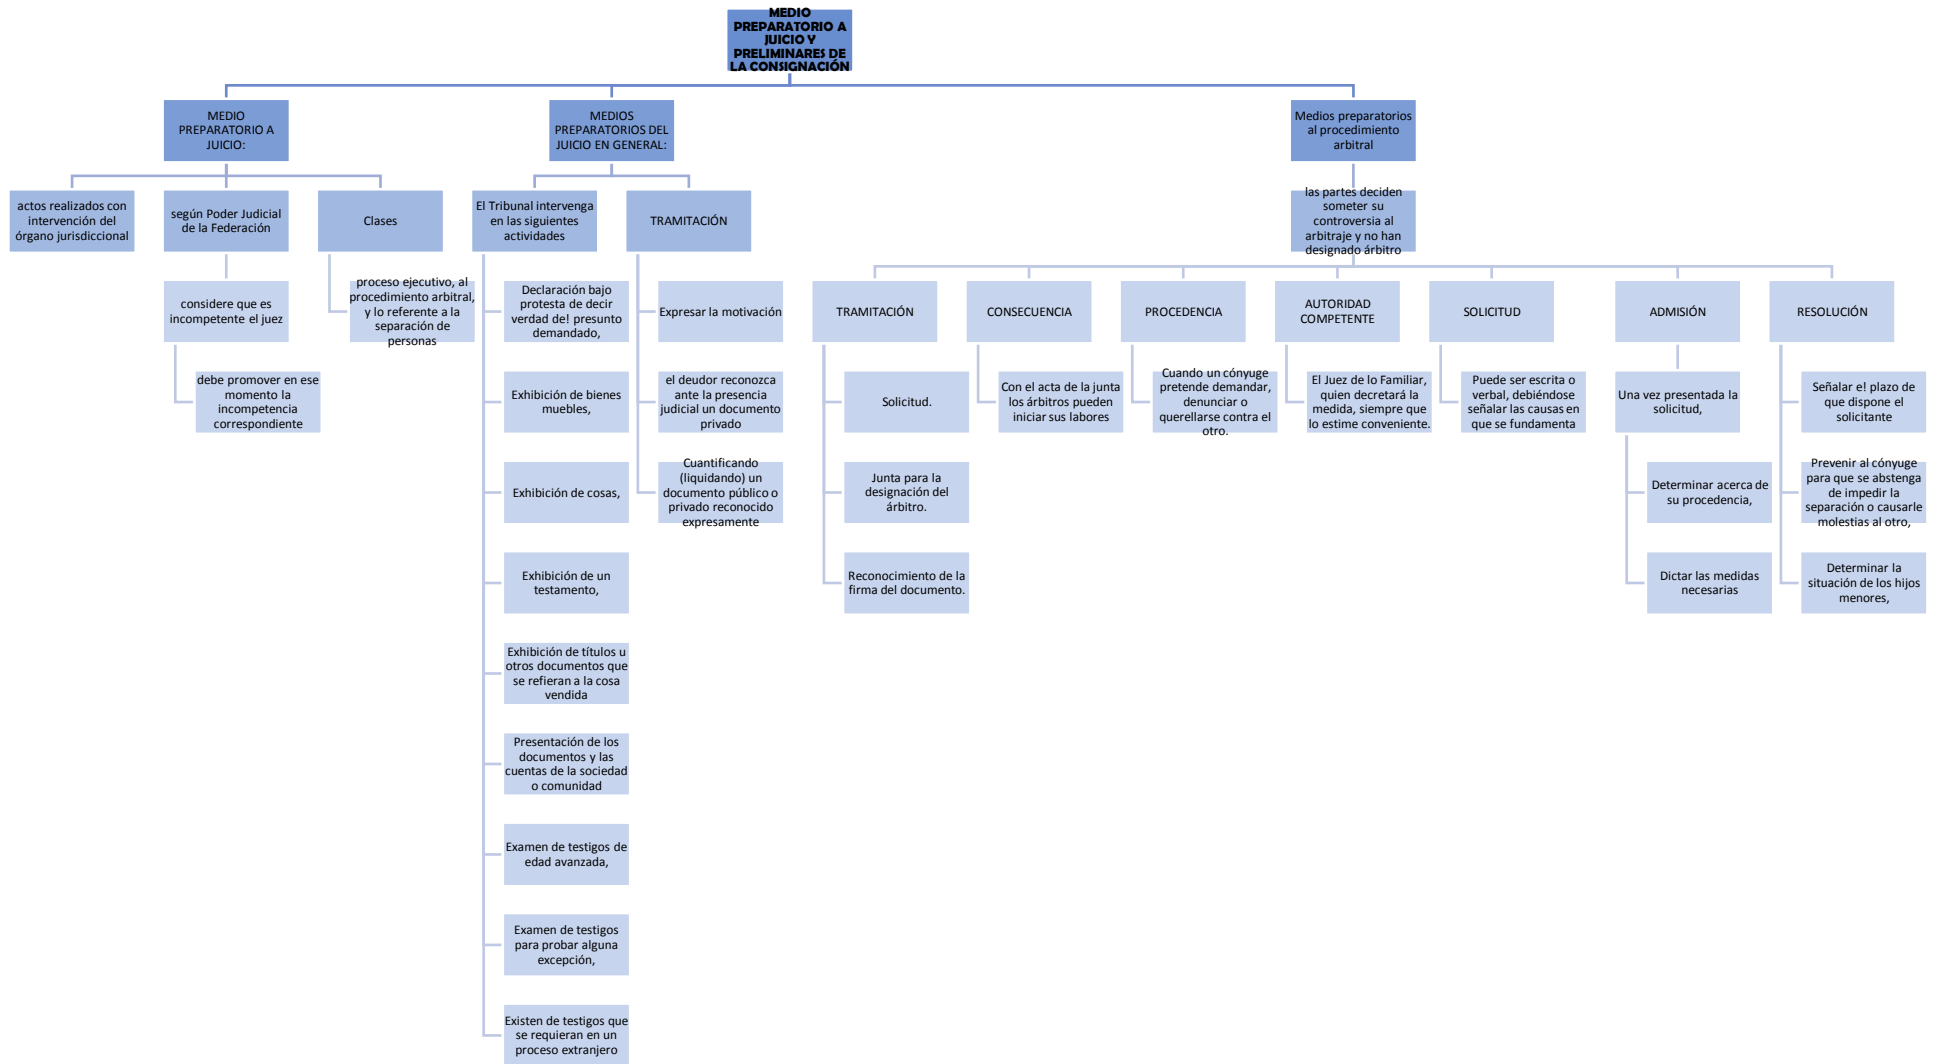 MEDIO
PREPARATORIO A
JUICIO Y
PRELIMINARES DE
LA CONSIGNACIÓN
MEDIO
PREPARATORIO A
JUICIO:
actos realizados con
intervención del
órgano jurisdiccional
según Poder Judicial
de la Federación
considere que es
incompetente el juez
debe promover en ese
momento la
incompetencia
correspondiente
Clases
proceso ejecutivo, al
procedimiento arbitral,
y lo referente a la
separación de
personas
MEDIOS
PREPARATORIOS DEL
JUICIO EN GENERAL:
El Tribunal intervenga
en las siguientes
actividades
Declaración bajo
protesta de decir
verdad de! presunto
demandado,
Exhibición de bienes
muebles,
Exhibición de cosas,
Exhibición de un
testamento,
Exhibición de títulos u
otros documentos que
se refieran a la cosa
vendida
Presentación de los
documentos y las
cuentas de la sociedad
o comunidad
Examen de testigos de
edad avanzada,
Examen de testigos
para probar alguna
excepción,
Existen de testigos que
se requieran en un
proceso extranjero
TRAMITACIÓN
Expresar la motivación
el deudor reconozca
ante la presencia
judicial un documento
privado
Cuantificando
(liquidando) un
documento público o
privado reconocido
expresamente
Medios preparatorios
al procedimiento
arbitral
las partes deciden
someter su
controversia al
arbitraje y no han
designado árbitro
TRAMITACIÓN
Solicitud.
Junta para la
designación del
árbitro.
Reconocimiento de la
firma del documento.
CONSECUENCIA
Con el acta de la junta
los árbitros pueden
iniciar sus labores
PROCEDENCIA
Cuando un cónyuge
pretende demandar,
denunciar o
querellarse contra el
otro.
AUTORIDAD
COMPETENTE
El Juez de lo Familiar,
quien decretará la
medida, siempre que
lo estime conveniente.
SOLICITUD
Puede ser escrita o
verbal, debiéndose
señalar las causas en
que se fundamenta
ADMISIÓN
Una vez presentada la
solicitud,
Determinar acerca de
su procedencia,
Dictar las medidas
necesarias
RESOLUCIÓN
Señalar e! plazo de
que dispone el
solicitante
Prevenir al cónyuge
para que se abstenga
de impedir la
separación o causarle
molestias al otro,
Determinar la
situación de los hijos
menores,